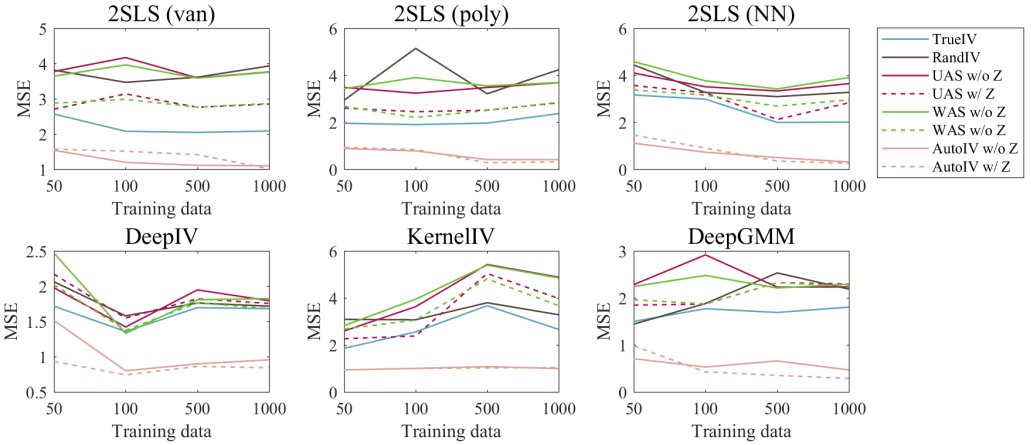 2SLS (van)
5
4
3
2
1
MSE
50 100 500 1000
Training data
2SLS (poly)
6
4
2
0
MSE
50 100 500 1000
Training data
2SLS (NN)
6
4
2
0
MSE
50 100 500 1000
Training data
TrueIV
RandIV
UAS w/o Z
UAS w/ Z
WAS w/o Z
WAS w/ Z
AutoIV w/o Z
AutoIV w/ Z
DeepIV
2.5
2
1.5
1
0.5
MSE
50 100 500 1000
Training data
KernelIV
6
4
2
0
MSE
50 100 500 1000
Training data
DeepGMM
3
2
1
0
MSE
50 100 500 1000
Training data